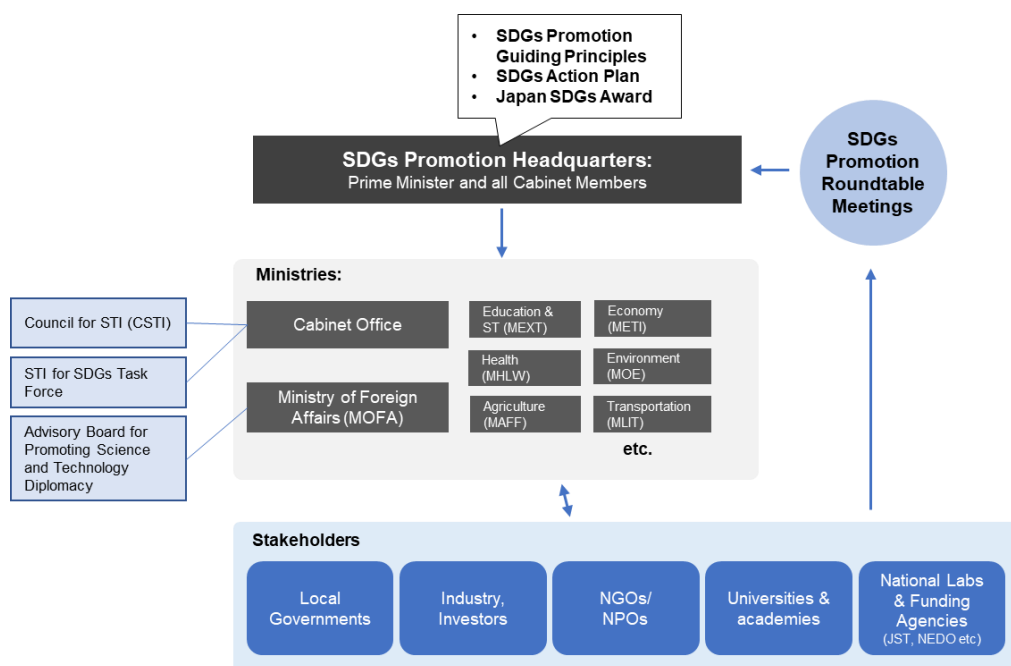 • SDGs Promotion
Guiding Principles
• SDGs Action Plan
• Japan SDGs Award
SDGs Promotion Headquarters:
Prime Minister and all Cabinet Members
SDGs
Promotion
Roundtable
Meetings
Ministries:
Council for STI (CSTI)
STI for SDGs Task
Force
Advisory Board for
Promoting Science
and Technology
Diplomacy
Cabinet Office
Ministry of Foreign
Affairs (MOFA)
Education &
ST (MEXT)
Economy
(METI)
Health
(MHLW)
Environment
(MOE)
Agriculture
(MAFF)
Transportation
(MLIT)
etc.
Stakeholders
Local
Governments
Industry,
Investors
NGOs/
NPOs
Universities &
academies
National Labs
& Funding
Agencies
(JST, NEDO etc)